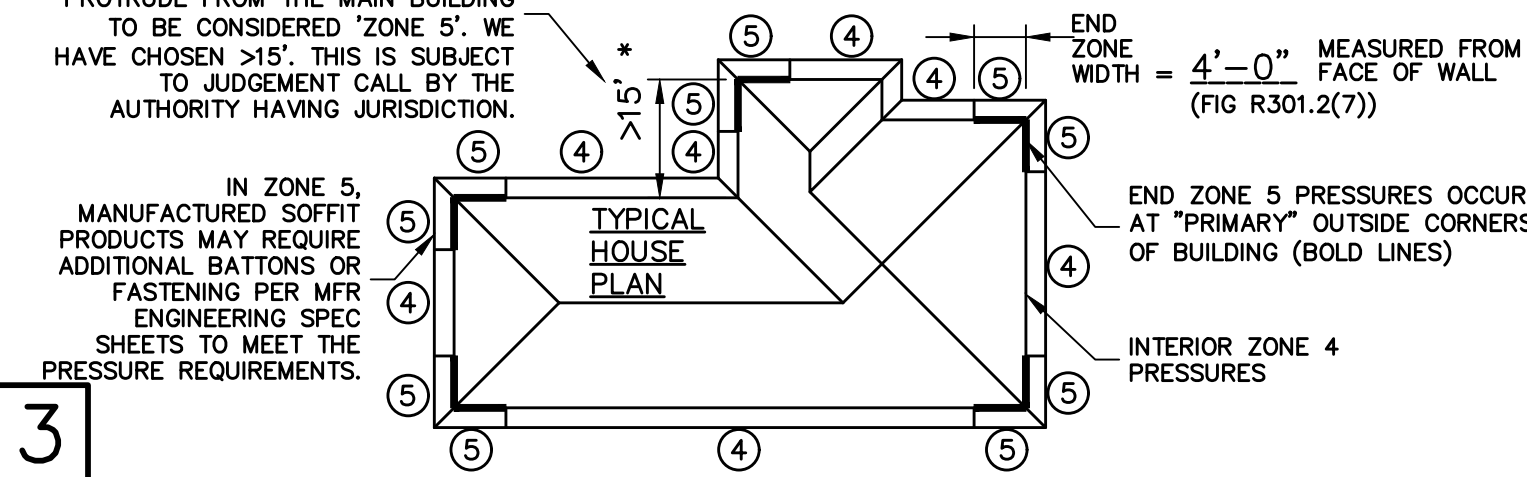 PROTRUDE FROM THE MAIN BUILDING
TO BE CONSIDERED 'ZONE 5'. WE
HAVE CHOSEN >15'. THIS IS SUBJECT
TO JUDGEMENT CALL BY THE
AUTHORITY HAVING JURISDICTION.
IN ZONE 5,
MANUFACTURED SOFFIT
PRODUCTS MAY REQUIRE
ADDITIONAL BATTONS OR
FASTENING PER MFR
ENGINEERING SPEC
SHEETS TO MEET THE
PRESSURE REQUIREMENTS.
3
>15' *
5
4
5
4
4
5
5
4
5
4
5
5
4
5
5
4
5
TYPICAL
HOUSE
PLAN
END
ZONE
WIDTH = 4'-0" MEASURED FROM
FACE OF WALL
(FIG R301.2(7))
END ZONE 5 PRESSURES OCCUR
AT "PRIMARY" OUTSIDE CORNERS
OF BUILDING (BOLD LINES)
INTERIOR ZONE 4
PRESSURES